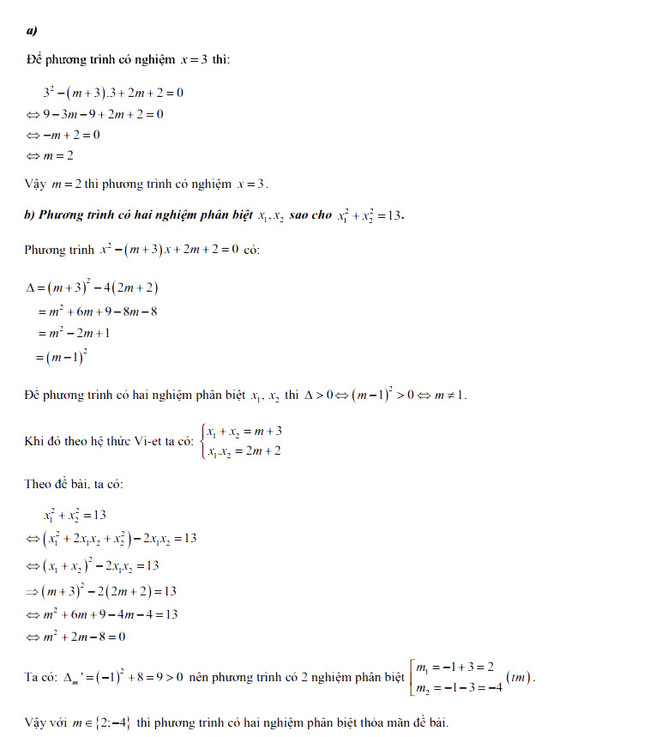 a)
Để phương trình có nghiệm x = 3 thì:
3² − (m + 3).3 + 2m + 2 = 0
⇔ 9 − 3m − 9 + 2m + 2 = 0
⇔ −m + 2 = 0
⇔ m = 2
Vậy m = 2 thì phương trình có nghiệm x = 3.
b) Phương trình có hai nghiệm phân biệt x₁, x₂ sao cho x₁² + x₂² = 13.
Phương trình x² − (m + 3)x + 2m + 2 = 0 có:
Δ = (m + 3)² − 4(2m + 2)
= m² + 6m + 9 − 8m − 8
= m² − 2m + 1
= (m − 1)²
Để phương trình có hai nghiệm phân biệt x₁, x₂ thì Δ > 0 ⇔ (m − 1)² > 0 ⇔ m ≠ 1.
Khi đó theo hệ thức Vi-et ta có: { x₁ + x₂ = m + 3
x₁.x₂ = 2m + 2
Theo đề bài, ta có:
x₁² + x₂² = 13
⇔ (x₁² + 2x₁x₂ + x₂²) − 2x₁x₂ = 13
⇔ (x₁ + x₂)² − 2x₁x₂ = 13
⇒ (m + 3)² − 2(2m + 2) = 13
⇔ m² + 6m + 9 − 4m − 4 = 13
⇔ m² + 2m − 8 = 0
Ta có: Δₘ' = (−1)² + 8 = 9 > 0 nên phương trình có 2 nghiệm phân biệt [ m₁ = −1 + 3 = 2
m₂ = −1 − 3 = −4 (tm).
Vậy với m ∈ {2; −4} thì phương trình có hai nghiệm phân biệt thỏa mãn đề bài.